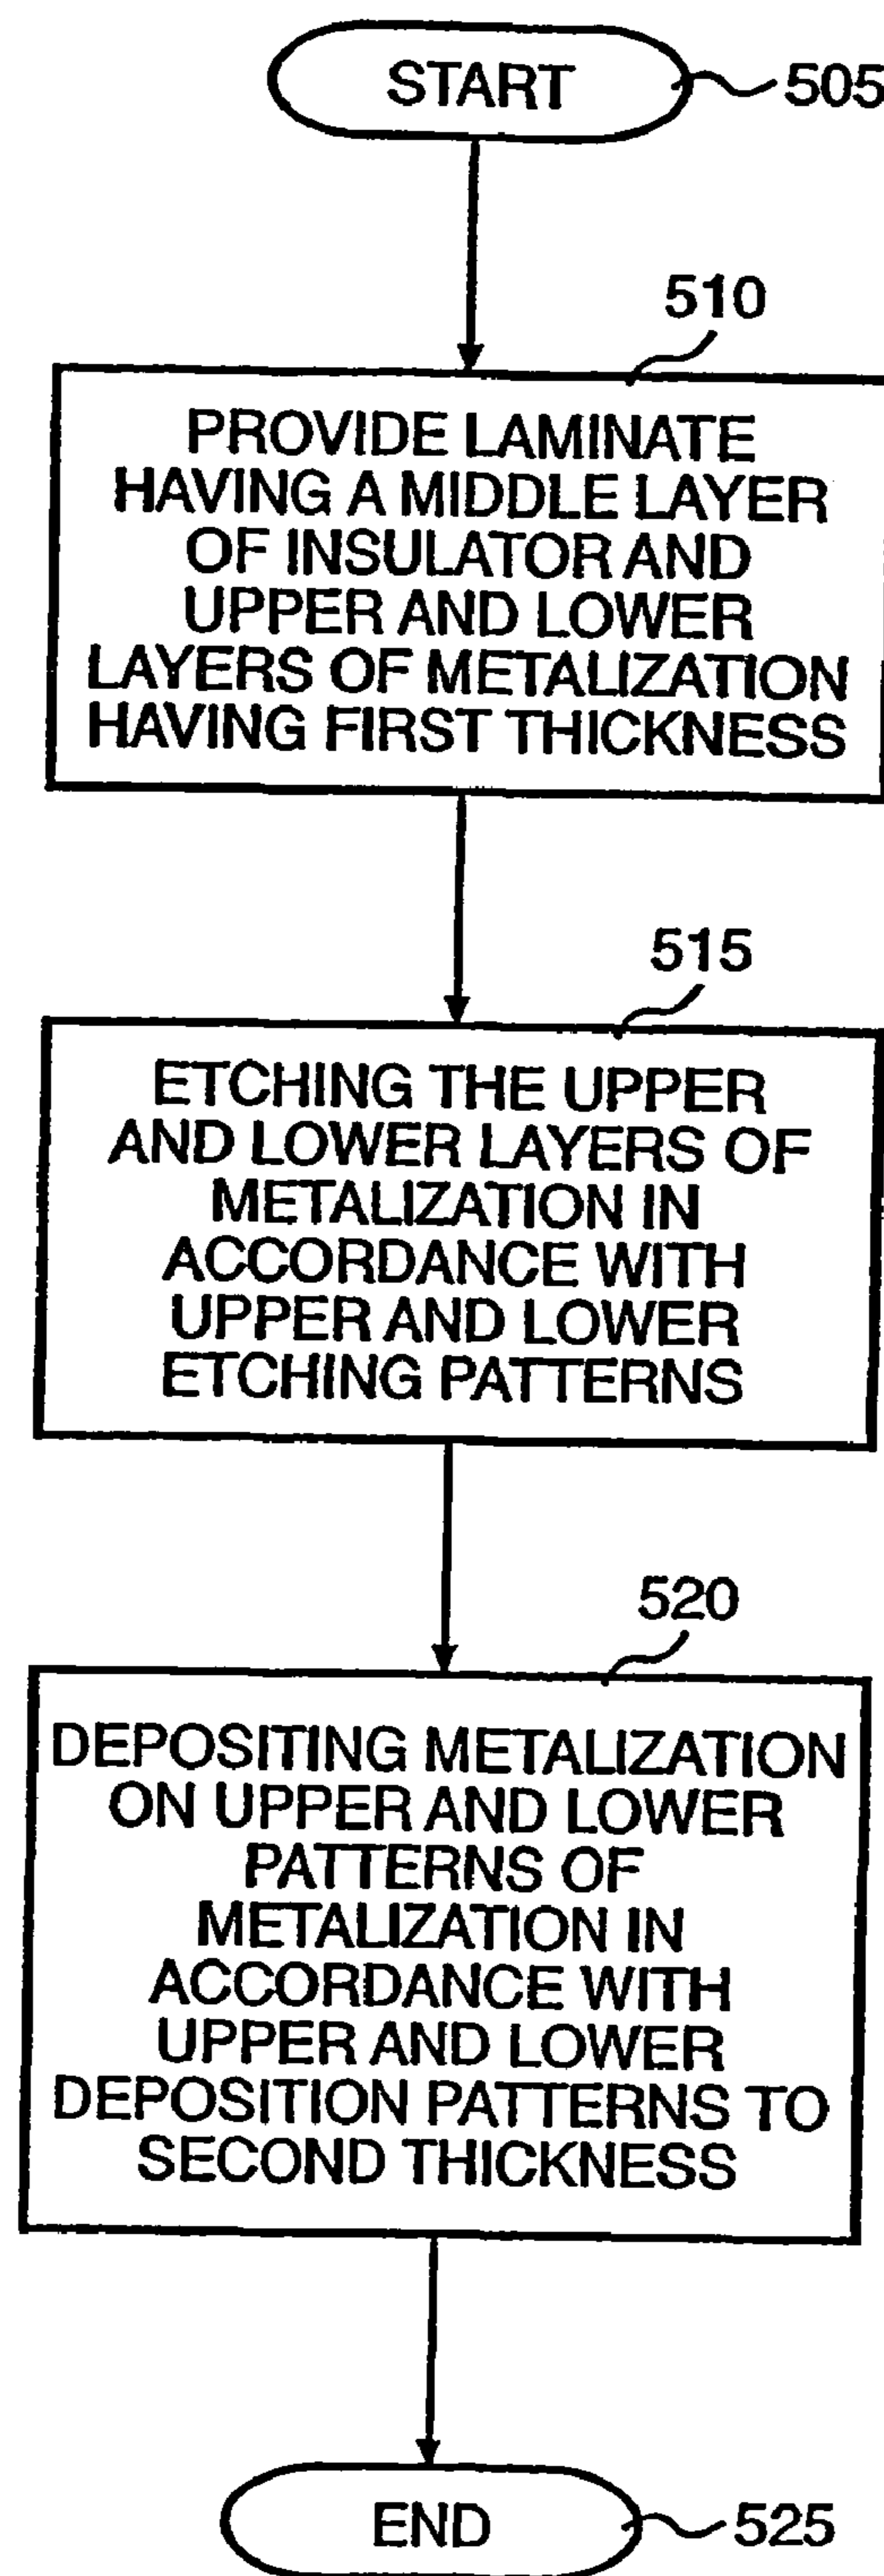 START
505
510
PROVIDE LAMINATE
HAVING A MIDDLE LAYER
OF INSULATOR AND
UPPER AND LOWER
LAYERS OF METALIZATION
HAVING FIRST THICKNESS
515
ETCHING THE UPPER
AND LOWER LAYERS OF
METALIZATION IN
ACCORDANCE WITH
UPPER AND LOWER
ETCHING PATTERNS
520
DEPOSITING METALIZATION
ON UPPER AND LOWER
PATTERNS OF
METALIZATION IN
ACCORDANCE WITH
UPPER AND LOWER
DEPOSITION PATTERNS TO
SECOND THICKNESS
END
525